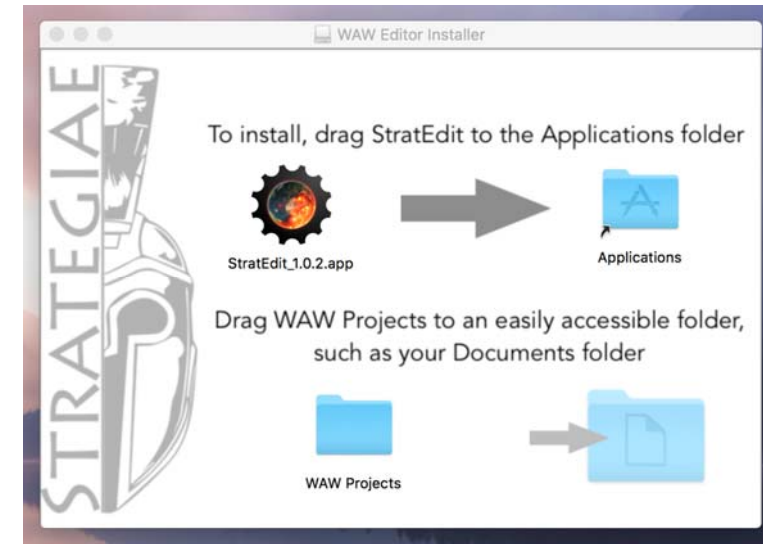 WAW Editor Installer
STRATEGIAE
To install, drag StratEdit to the Applications folder
StratEdit_1.0.2.app
Applications
Drag WAW Projects to an easily accessible folder,
such as your Documents folder
WAW Projects